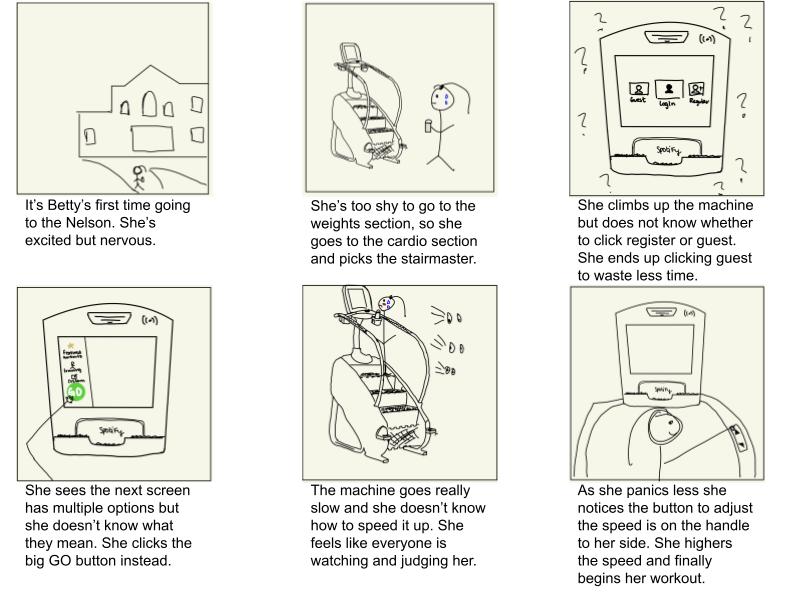 ?
?
?
?
?
?
?
?
Guest
Login
Register
Spotify
It's Betty's first time going
to the Nelson. She's
excited but nervous.
She's too shy to go to the
weights section, so she
goes to the cardio section
and picks the stairmaster.
She climbs up the machine
but does not know whether
to click register or guest.
She ends up clicking guest
to waste less time.
GO
Spotify
Spotify
She sees the next screen
has multiple options but
she doesn't know what
they mean. She clicks the
big GO button instead.
The machine goes really
slow and she doesn't know
how to speed it up. She
feels like everyone is
watching and judging her.
As she panics less she
notices the button to adjust
the speed is on the handle
to her side. She highers
the speed and finally
begins her workout.